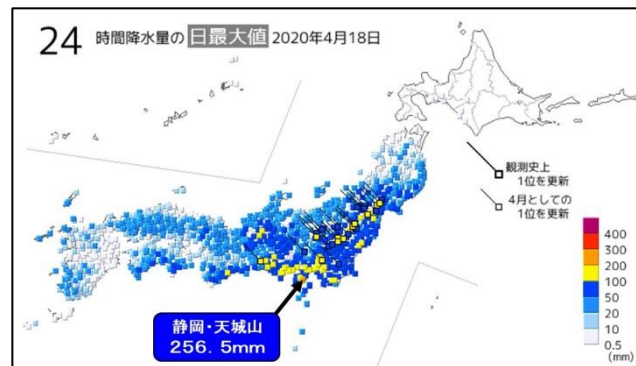 24 時間降水量の 日最大値 2020年4月18日
観測史上
1位を更新
4月としての
1位を更新
400
300
200
100
50
20
10
0.5
(mm)
静岡・天城山
256.5mm